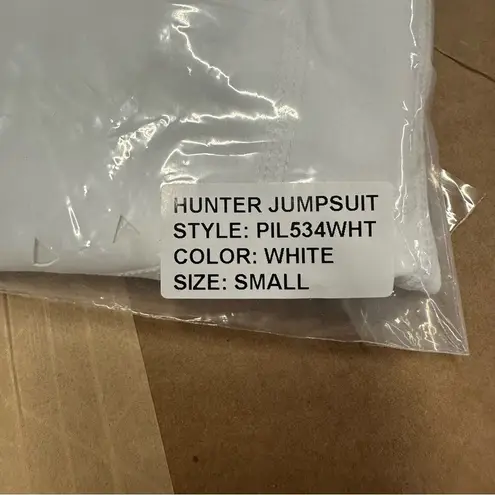 HUNTER JUMPSUIT
STYLE: PIL534WHT
COLOR: WHITE
SIZE: SMALL